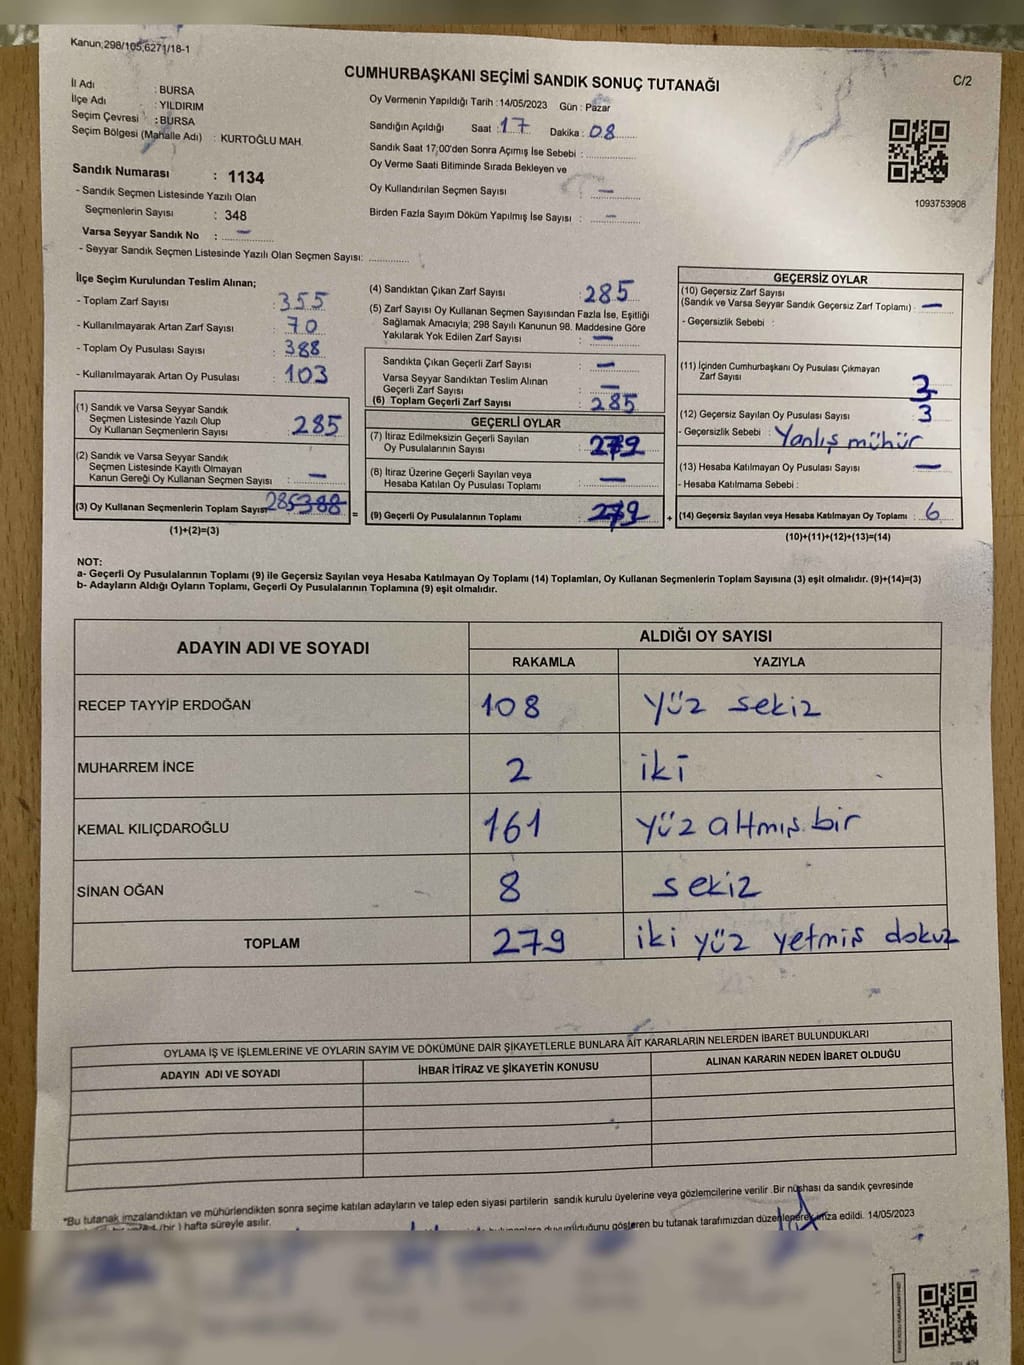 Kanun,298/105,6271/18-1
C/2
CUMHURBAŞKANI SEÇİMİ SANDIK SONUÇ TUTANAĞI
İl Adı : BURSA
İlçe Adı : YILDIRIM
Seçim Çevresi : BURSA
Seçim Bölgesi (Mahalle Adı) : KURTOĞLU MAH.
Oy Vermenin Yapıldığı Tarih : 14/05/2023 Gün : Pazar
Sandığın Açıldığı Saat : 17 Dakika : 08
Sandık Saat 17:00'den Sonra Açımış İse Sebebi :
Oy Verme Saati Bitiminde Sırada Bekleyen ve
Oy Kullandırılan Seçmen Sayısı —
Birden Fazla Sayım Döküm Yapılmış İse Sayısı : —
1093753908
Sandık Numarası : 1134
- Sandık Seçmen Listesinde Yazılı Olan
Seçmenlerin Sayısı : 348
Varsa Seyyar Sandık No : —
- Seyyar Sandık Seçmen Listesinde Yazılı Olan Seçmen Sayısı:
İlçe Seçim Kurulundan Teslim Alınan;
- Toplam Zarf Sayısı : 355
- Kullanılmayarak Artan Zarf Sayısı : 70
- Toplam Oy Pusulası Sayısı : 388
- Kullanılmayarak Artan Oy Pusulası : 103
(1) Sandık ve Varsa Seyyar Sandık
Seçmen Listesinde Yazılı Olup
Oy Kullanan Seçmenlerin Sayısı : 285
(2) Sandık ve Varsa Seyyar Sandık
Seçmen Listesinde Kayıtlı Olmayan
Kanun Gereği Oy Kullanan Seçmen Sayısı : —
(3) Oy Kullanan Seçmenlerin Toplam Sayısı 285 388
(1)+(2)=(3)
(4) Sandıktan Çıkan Zarf Sayısı : 285
(5) Zarf Sayısı Oy Kullanan Seçmen Sayısından Fazla İse, Eşitliği
Sağlamak Amacıyla; 298 Sayılı Kanunun 98. Maddesine Göre
Yakılarak Yok Edilen Zarf Sayısı : —
Sandıkta Çıkan Geçerli Zarf Sayısı : —
Varsa Seyyar Sandıktan Teslim Alınan
Geçerli Zarf Sayısı : —
(6) Toplam Geçerli Zarf Sayısı : 285
GEÇERLİ OYLAR
(7) İtiraz Edilmeksizin Geçerli Sayılan
Oy Pusulalarının Sayısı : 279
(8) İtiraz Üzerine Geçerli Sayılan veya
Hesaba Katılan Oy Pusulası Toplamı : —
= (9) Geçerli Oy Pusulalarının Toplamı : 279 +
GEÇERSİZ OYLAR
(10) Geçersiz Zarf Sayısı
(Sandık ve Varsa Seyyar Sandık Geçersiz Zarf Toplamı) : —
- Geçersizlik Sebebi :
(11) İçinden Cumhurbaşkanı Oy Pusulası Çıkmayan
Zarf Sayısı 3
(12) Geçersiz Sayılan Oy Pusulası Sayısı 3
- Geçersizlik Sebebi : Yanlış mühür
(13) Hesaba Katılmayan Oy Pusulası Sayısı —
- Hesaba Katılmama Sebebi :
(14) Geçersiz Sayılan veya Hesaba Katılmayan Oy Toplamı : 6
(10)+(11)+(12)+(13)=(14)
NOT:
a- Geçerli Oy Pusulalarının Toplamı (9) ile Geçersiz Sayılan veya Hesaba Katılmayan Oy Toplamı (14) Toplamları, Oy Kullanan Seçmenlerin Toplam Sayısına (3) eşit olmalıdır. (9)+(14)=(3)
b- Adayların Aldığı Oyların Toplamı, Geçerli Oy Pusulalarının Toplamına (9) eşit olmalıdır.
ADAYIN ADI VE SOYADI ALDIĞI OY SAYISI
RAKAMLA YAZIYLA
RECEP TAYYİP ERDOĞAN 108 yüz sekiz
MUHARREM İNCE 2 iki
KEMAL KILIÇDAROĞLU 161 yüz altmış bir
SİNAN OĞAN 8 sekiz
TOPLAM 279 iki yüz yetmiş dokuz
OYLAMA İŞ VE İŞLEMLERİNE VE OYLARIN SAYIM VE DÖKÜMÜNE DAİR ŞİKAYETLERLE BUNLARA AİT KARARLARIN NELERDEN İBARET BULUNDUKLARI
ADAYIN ADI VE SOYADI İHBAR İTİRAZ VE ŞİKAYETİN KONUSU ALINAN KARARIN NEDEN İBARET OLDUĞU
*Bu tutanak imzalandıktan ve mühürlendikten sonra seçime katılan adayların ve talep eden siyasi partilerin sandık kurulu üyelerine veya gözlemcilerine verilir .Bir nüshası da sandık çevresinde
(bir ) hafta süreyle asılır. duyurulduğunu gösteren bu tutanak tarafımızdan düzenlenerek imza edildi. 14/05/2023